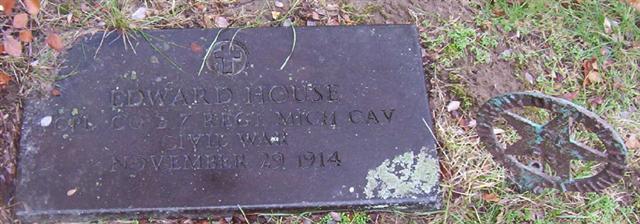 EDWARD HOUSE
CPL CO E 7 REGT MICH CAV
CIVIL WAR
NOVEMBER 29 1914